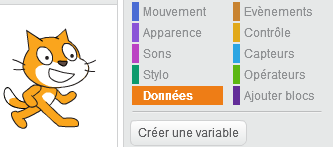 Mouvement Evènements
Apparence Contrôle
Sons Capteurs
Stylo Opérateurs
Données Ajouter blocs
Créer une variable